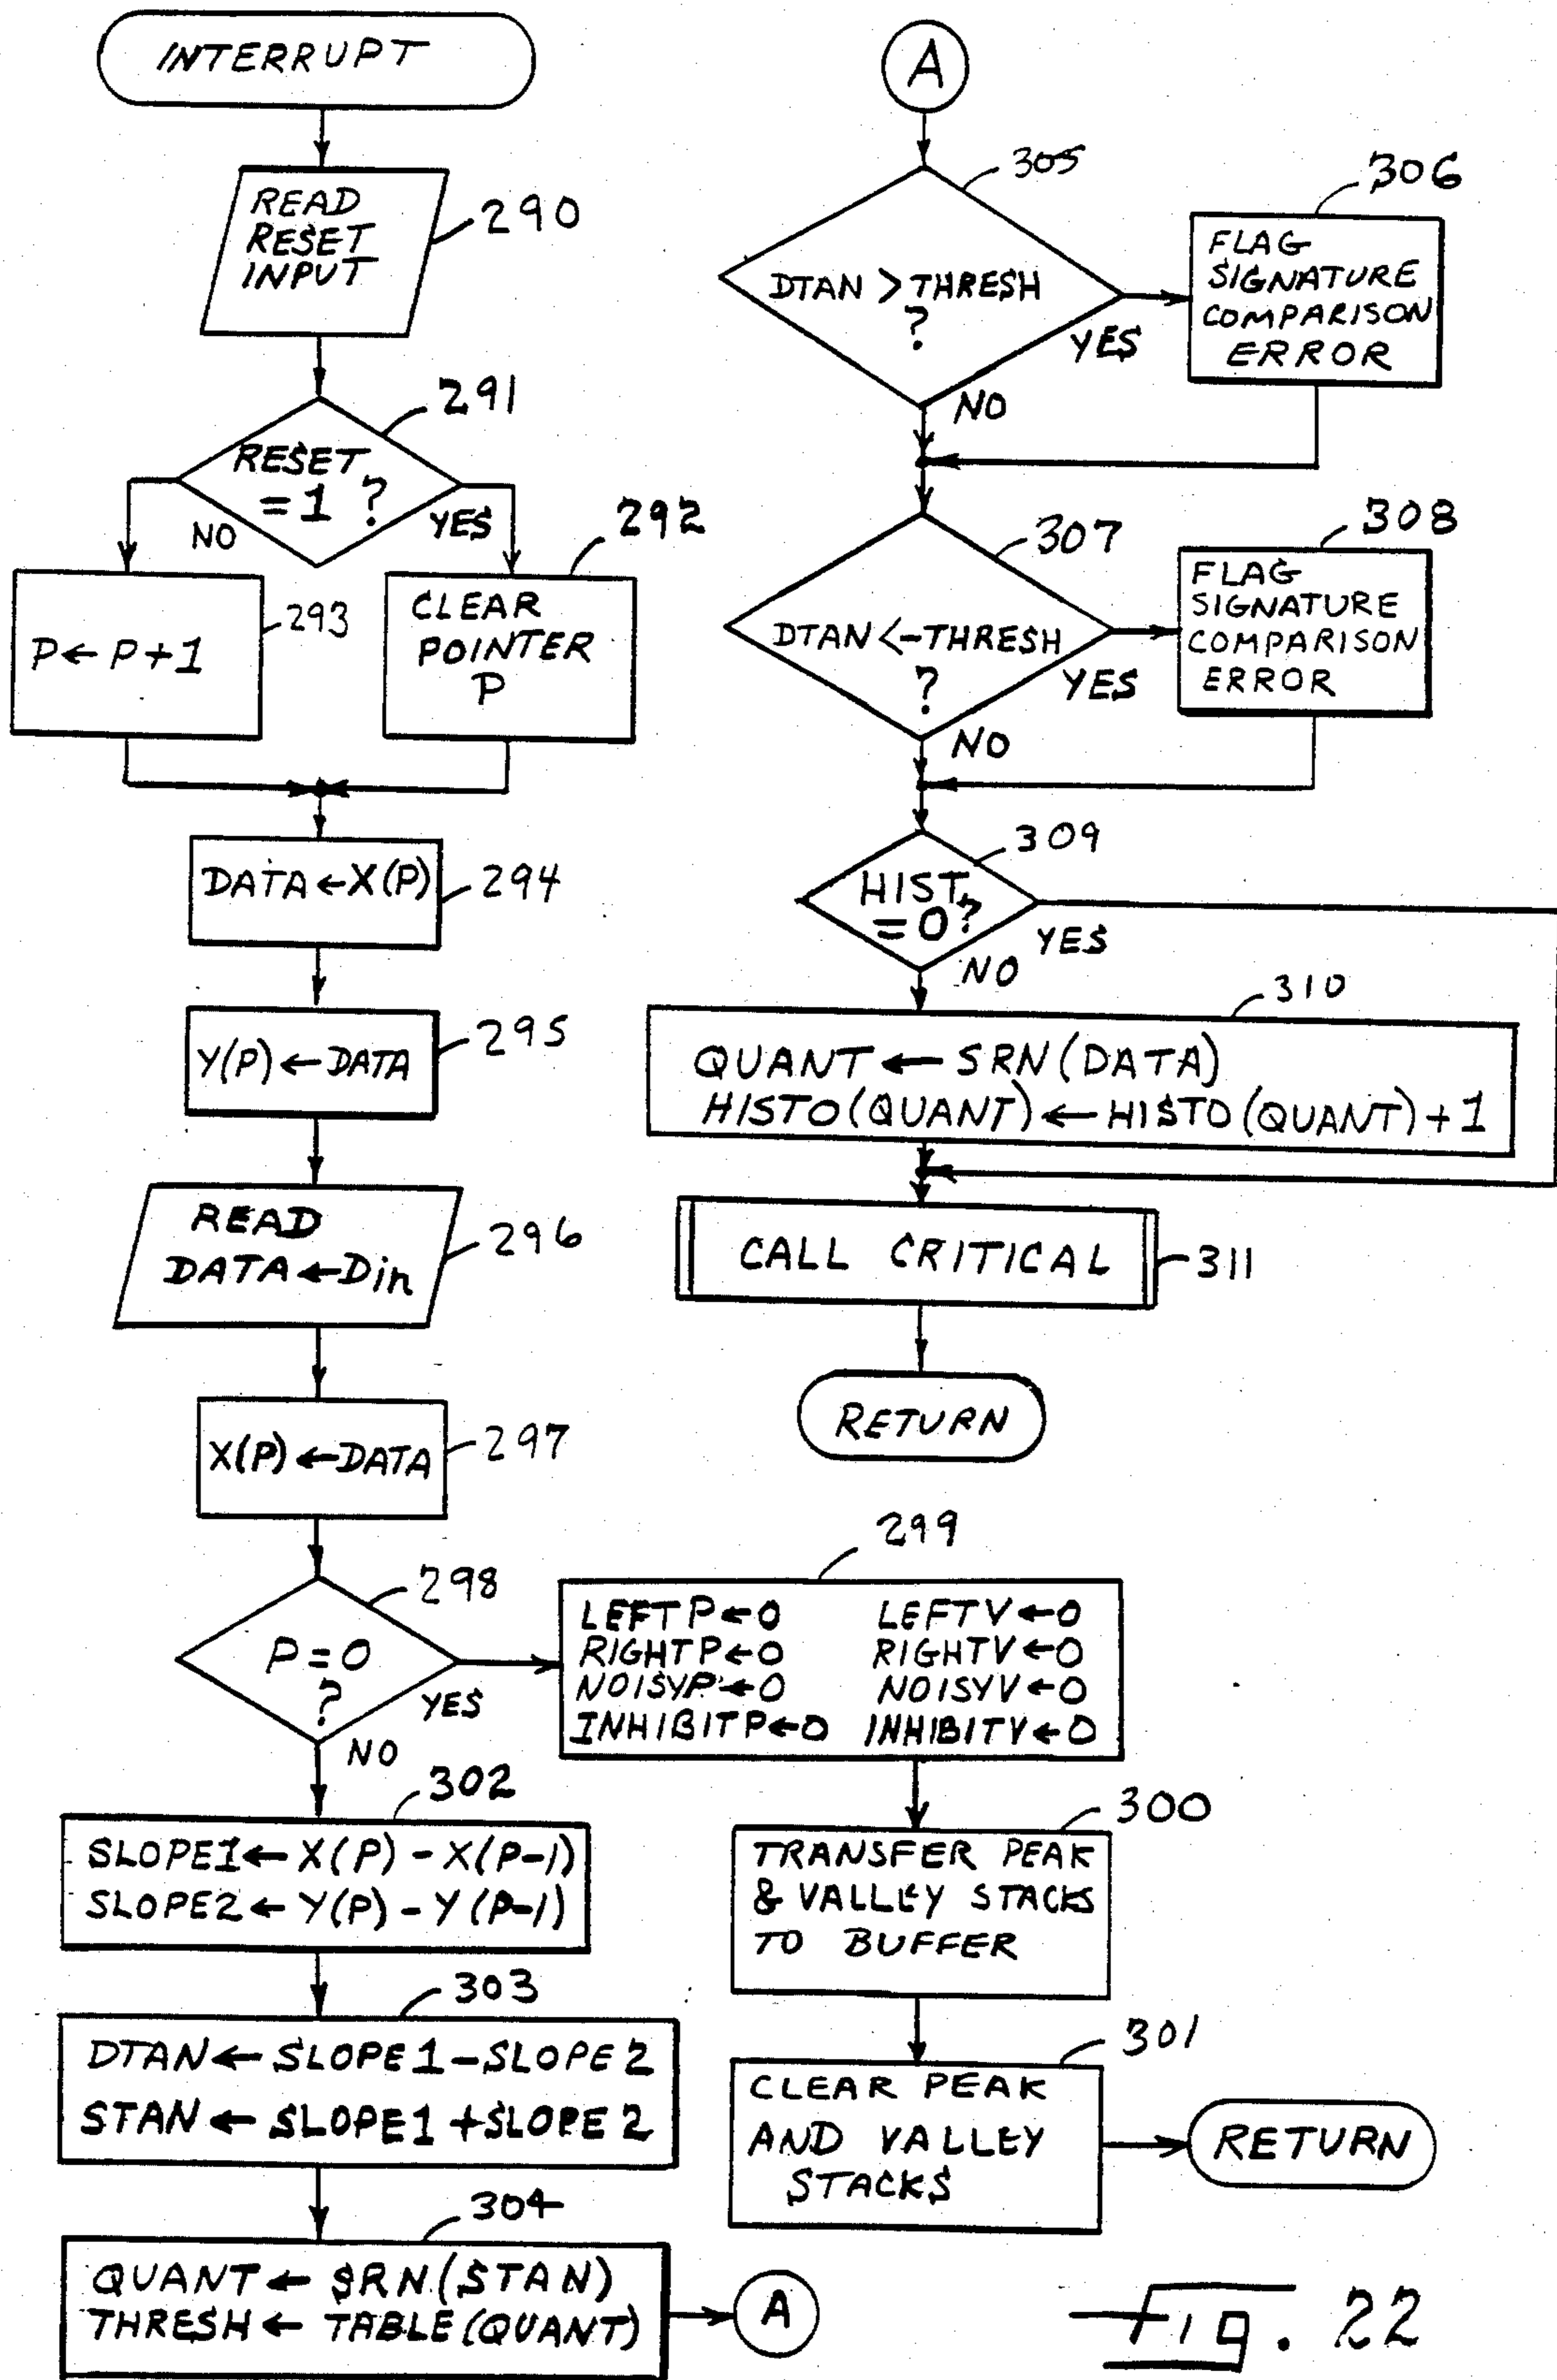 INTERRUPT
READ
RESET
INPUT
290
RESET
=1 ?
291
NO
YES
292
P←P+1
293
CLEAR
POINTER
P
DATA←X(P)
294
Y(P)←DATA
295
READ
DATA←Din
296
X(P)←DATA
297
P=0
?
298
YES
NO
299
LEFTP←0 LEFTV←0
RIGHTP←0 RIGHTV←0
NOISYP←0 NOISYV←0
INHIBITP←0 INHIBITV←0
300
TRANSFER PEAK
& VALLEY STACKS
TO BUFFER
301
CLEAR PEAK
AND VALLEY
STACKS
RETURN
302
SLOPE1←X(P)-X(P-1)
SLOPE2←Y(P)-Y(P-1)
303
DTAN←SLOPE1-SLOPE2
STAN←SLOPE1+SLOPE2
304
QUANT←SRN(STAN)
THRESH←TABLE(QUANT)
A
A
305
DTAN>THRESH
?
YES
NO
306
FLAG
SIGNATURE
COMPARISON
ERROR
307
DTAN<-THRESH
?
YES
NO
308
FLAG
SIGNATURE
COMPARISON
ERROR
309
HIST
=0?
YES
NO
310
QUANT←SRN(DATA)
HISTO(QUANT)←HISTO(QUANT)+1
CALL CRITICAL
311
RETURN
Fig. 22